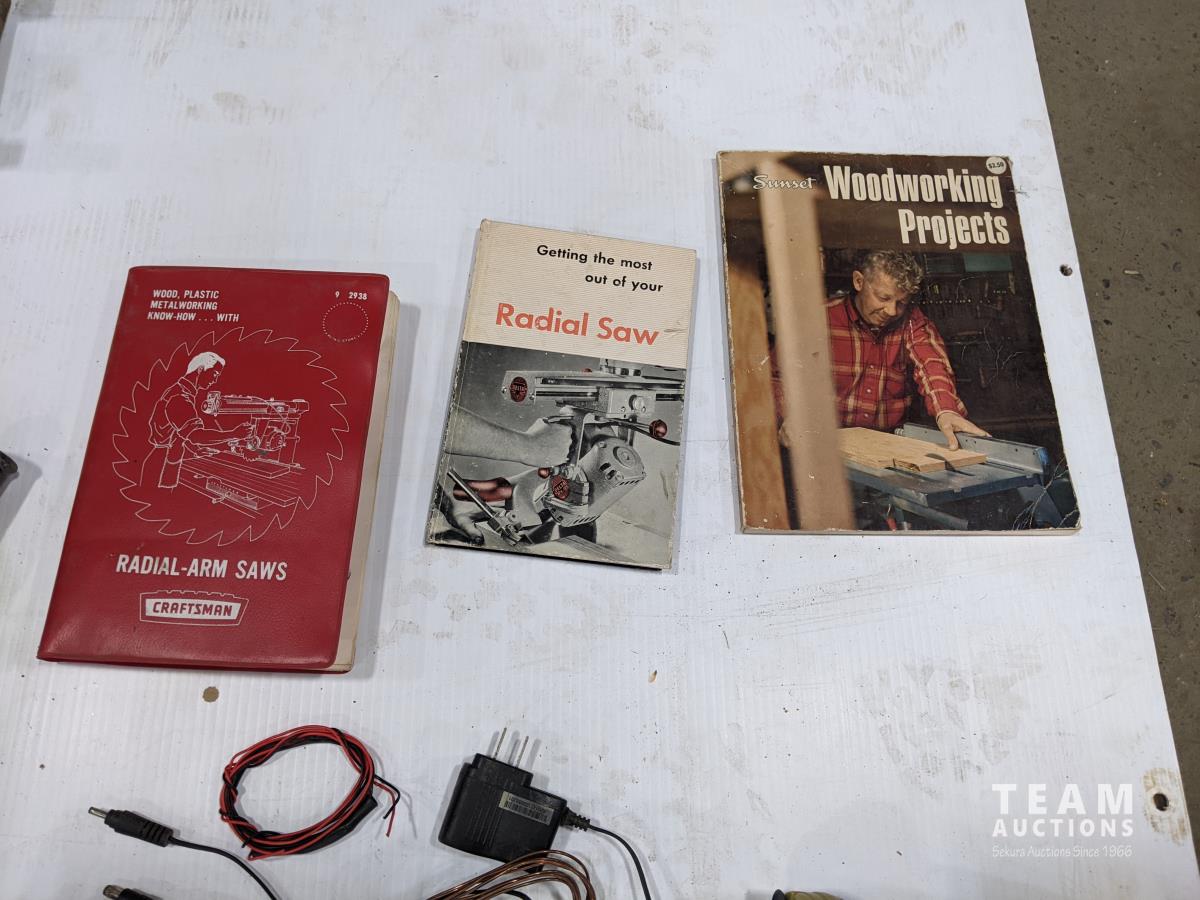 WOOD, PLASTIC
METALWORKING
KNOW-HOW . . . WITH
9 2938
RADIAL-ARM SAWS
CRAFTSMAN
Getting the most
out of your
Radial Saw
Sunset Woodworking
Projects
$2.50
TEAM
AUCTIONS
Sekura Auctions Since 1966